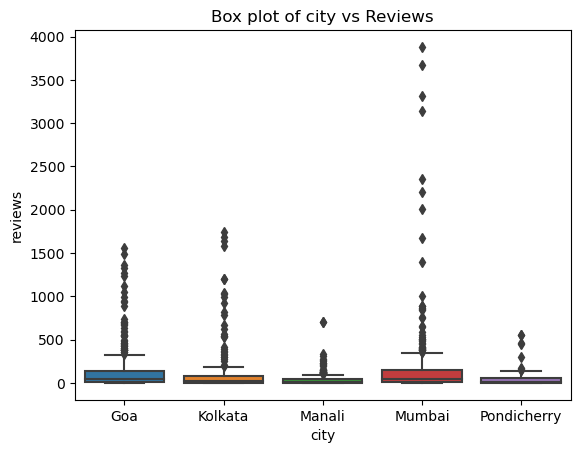 Box plot of city vs Reviews
4000
3500
3000
2500
2000
1500
1000
500
0
reviews
Goa Kolkata Manali Mumbai Pondicherry
city